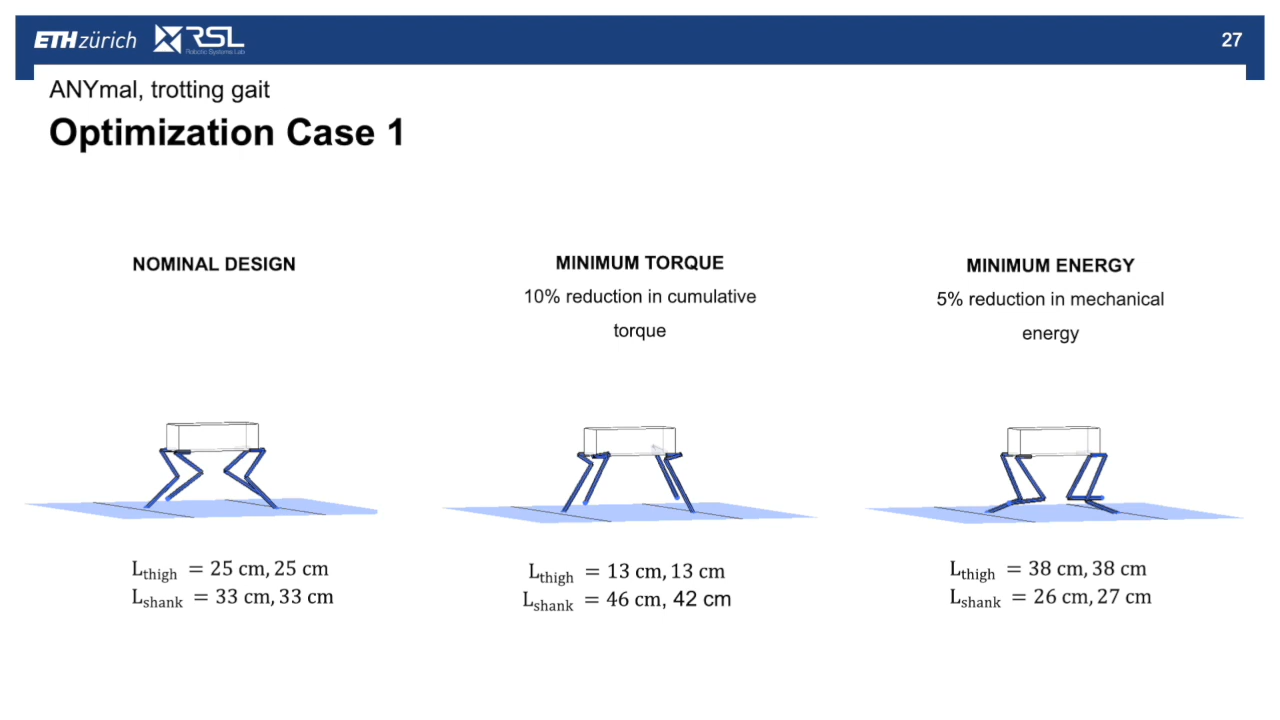 ETH zürich RSL Robotic Systems Lab 27
ANYmal, trotting gait
Optimization Case 1
NOMINAL DESIGN
MINIMUM TORQUE
10% reduction in cumulative
torque
MINIMUM ENERGY
5% reduction in mechanical
energy
L_thigh = 25 cm, 25 cm
L_shank = 33 cm, 33 cm
L_thigh = 13 cm, 13 cm
L_shank = 46 cm, 42 cm
L_thigh = 38 cm, 38 cm
L_shank = 26 cm, 27 cm